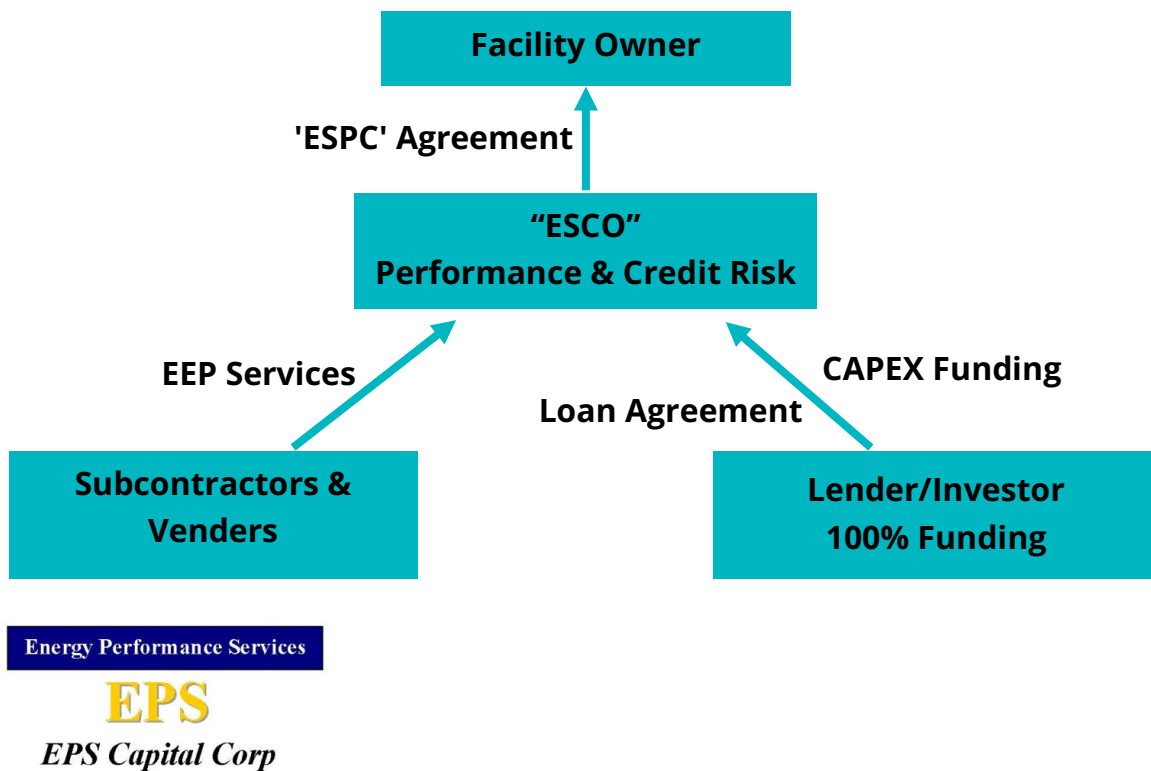 Facility Owner
'ESPC' Agreement
“ESCO”
Performance & Credit Risk
EEP Services
CAPEX Funding
Loan Agreement
Subcontractors &
Venders
Lender/Investor
100% Funding
Energy Performance Services
EPS
EPS Capital Corp